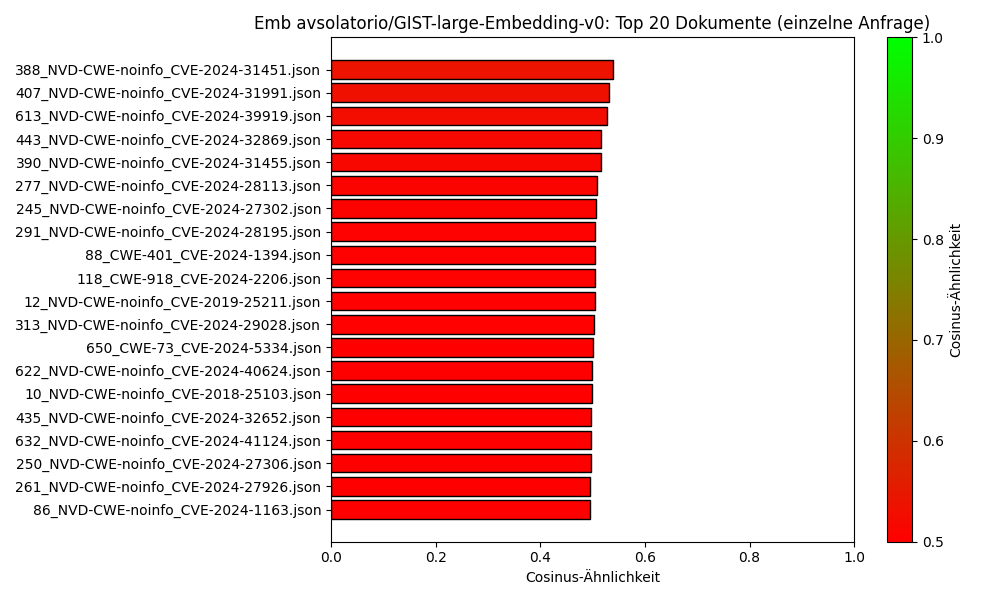 Emb avsolatorio/GIST-large-Embedding-v0: Top 20 Dokumente (einzelne Anfrage)
388_NVD-CWE-noinfo_CVE-2024-31451.json
407_NVD-CWE-noinfo_CVE-2024-31991.json
613_NVD-CWE-noinfo_CVE-2024-39919.json
443_NVD-CWE-noinfo_CVE-2024-32869.json
390_NVD-CWE-noinfo_CVE-2024-31455.json
277_NVD-CWE-noinfo_CVE-2024-28113.json
245_NVD-CWE-noinfo_CVE-2024-27302.json
291_NVD-CWE-noinfo_CVE-2024-28195.json
88_CWE-401_CVE-2024-1394.json
118_CWE-918_CVE-2024-2206.json
12_NVD-CWE-noinfo_CVE-2019-25211.json
313_NVD-CWE-noinfo_CVE-2024-29028.json
650_CWE-73_CVE-2024-5334.json
622_NVD-CWE-noinfo_CVE-2024-40624.json
10_NVD-CWE-noinfo_CVE-2018-25103.json
435_NVD-CWE-noinfo_CVE-2024-32652.json
632_NVD-CWE-noinfo_CVE-2024-41124.json
250_NVD-CWE-noinfo_CVE-2024-27306.json
261_NVD-CWE-noinfo_CVE-2024-27926.json
86_NVD-CWE-noinfo_CVE-2024-1163.json
0.0 0.2 0.4 0.6 0.8 1.0
Cosinus-Ähnlichkeit
1.0
0.9
0.8
0.7
0.6
0.5
Cosinus-Ähnlichkeit